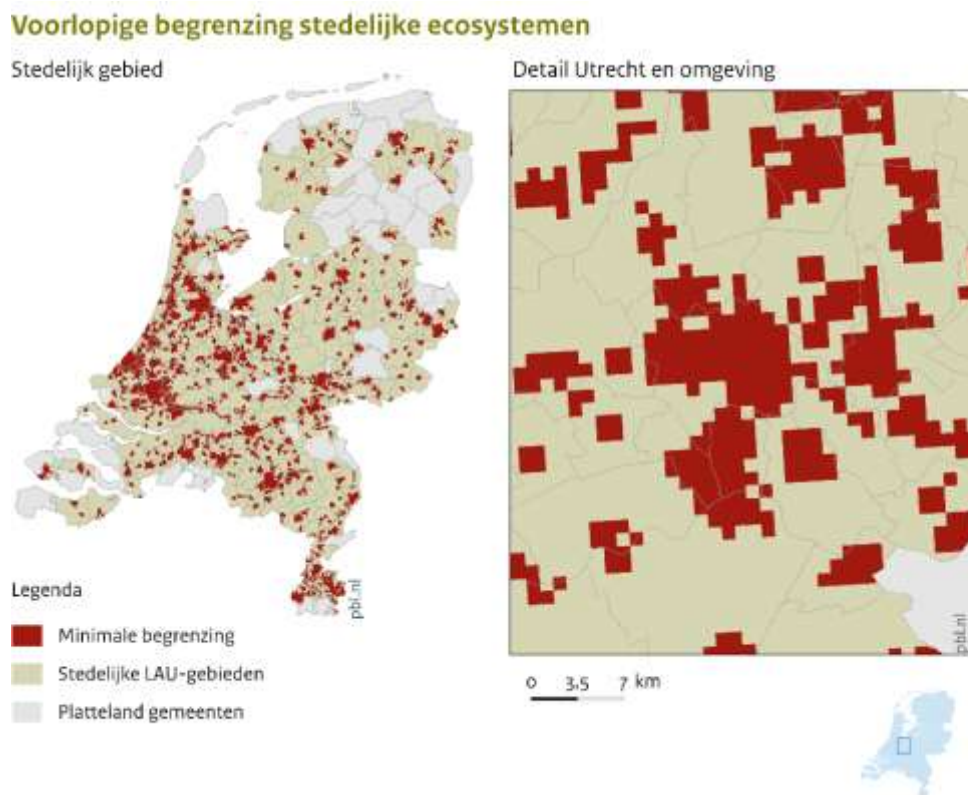 Voorlopige begrenzing stedelijke ecosystemen
Stedelijk gebied
Detail Utrecht en omgeving
Legenda
Minimale begrenzing
Stedelijke LAU-gebieden
Platteland gemeenten
pbl.nl
pbl.nl
0 3,5 7 km